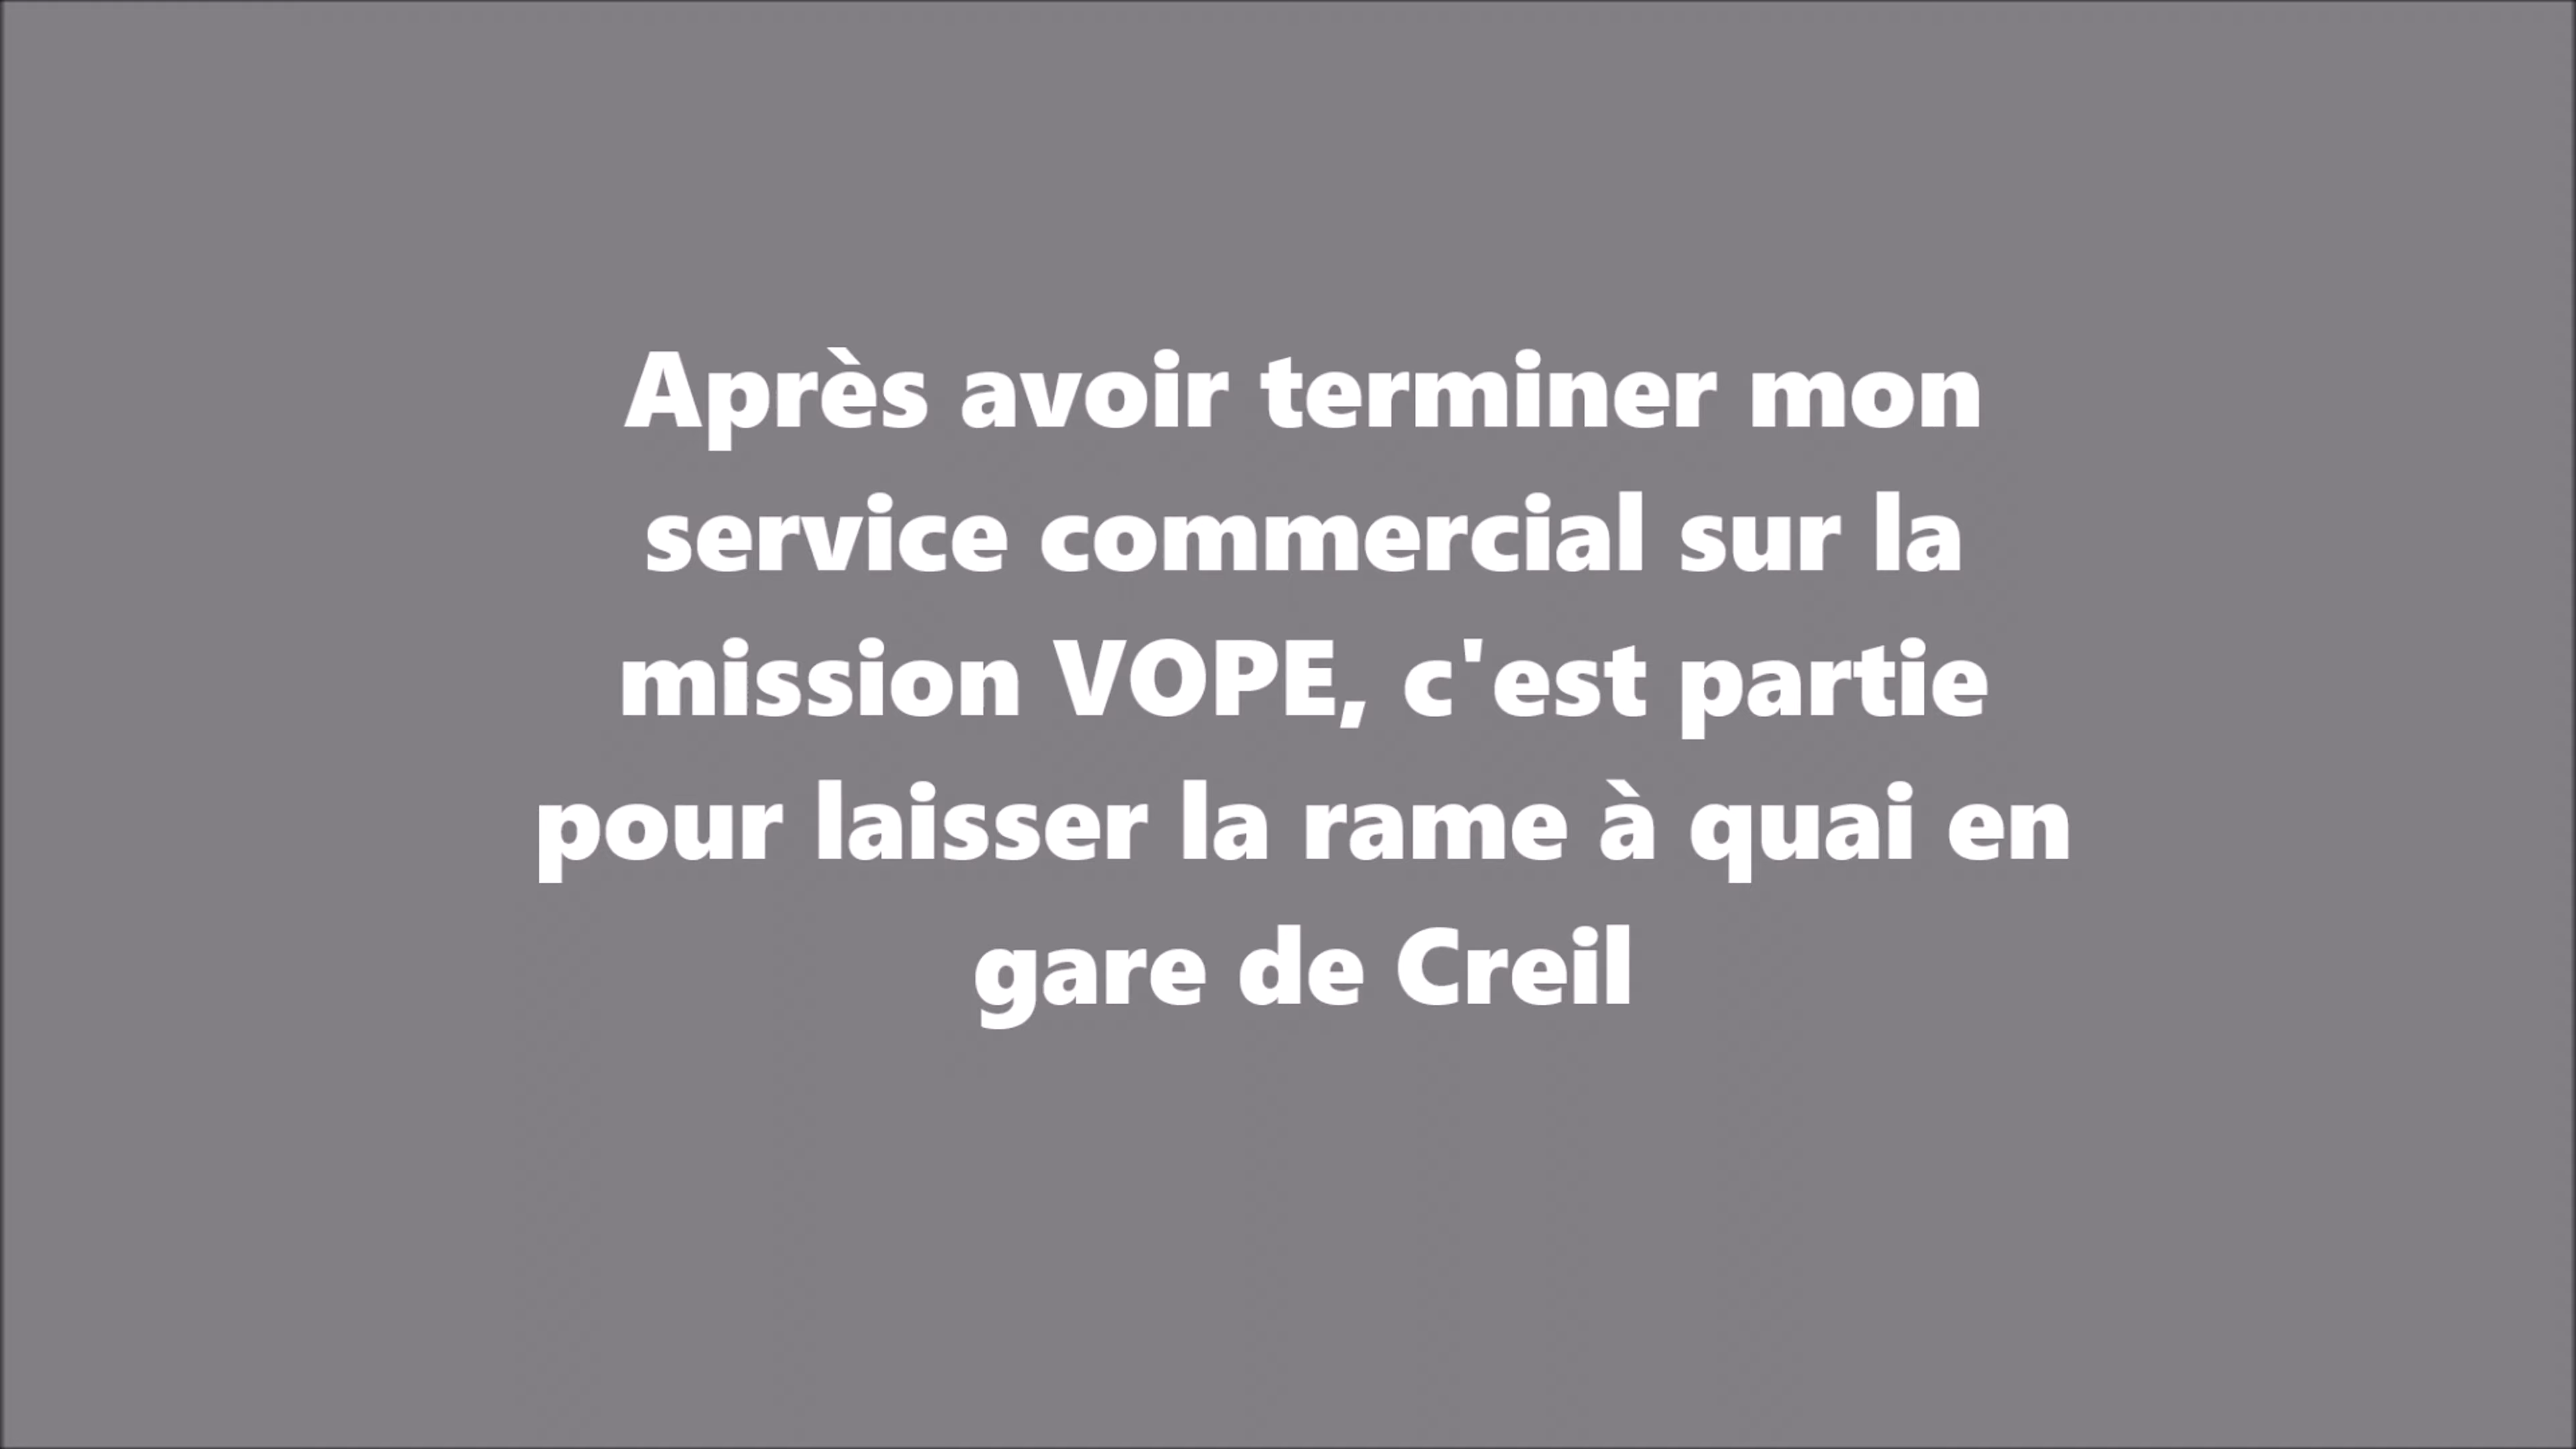 Après avoir terminer mon
service commercial sur la
mission VOPE, c'est partie
pour laisser la rame à quai en
gare de Creil